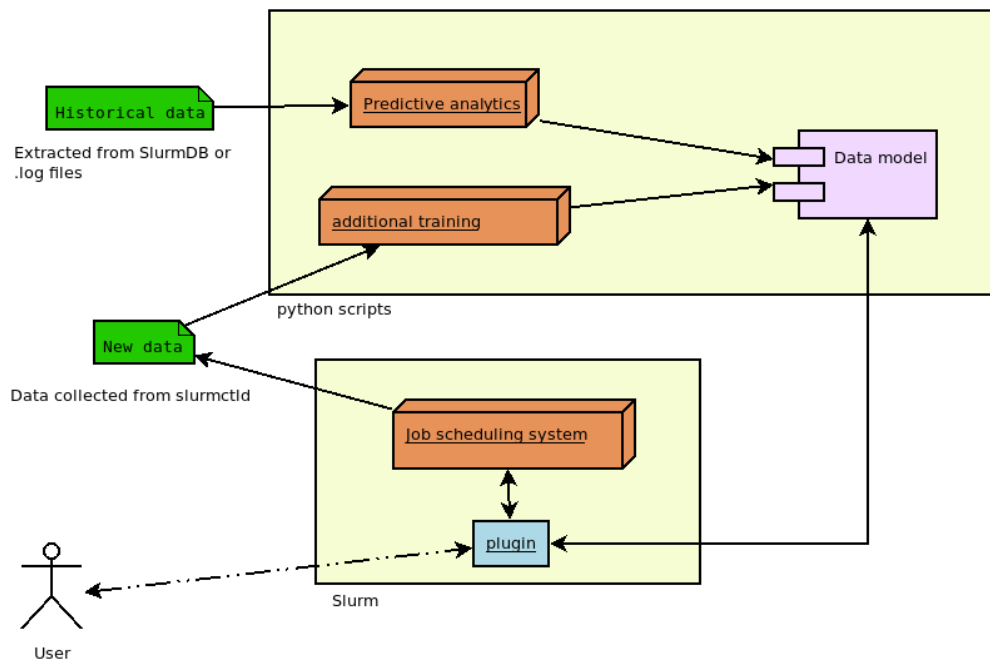 Historical data
Predictive analytics
Extracted from SlurmDB or
.log files
Data model
additional training
python scripts
New data
Data collected from slurmctld
Job scheduling system
plugin
Slurm
User